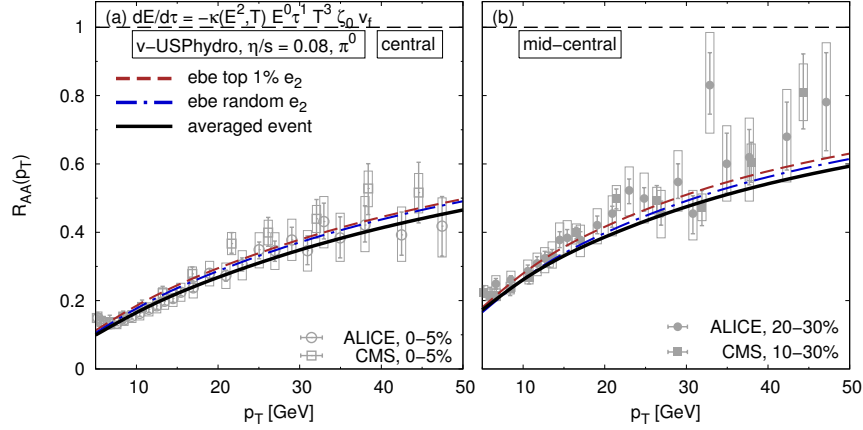 (a) dE/dτ = −κ(E², T) E⁰ τ¹ T³ ζ₀ v_f
v−USPhydro, η/s = 0.08, π⁰
central
ebe top 1% e₂
ebe random e₂
averaged event
ALICE, 0−5%
CMS, 0−5%
R_AA(p_T)
1
0.8
0.6
0.4
0.2
0
10 20 30 40 50
p_T [GeV]
(b)
mid−central
ALICE, 20−30%
CMS, 10−30%
10 20 30 40 50
p_T [GeV]